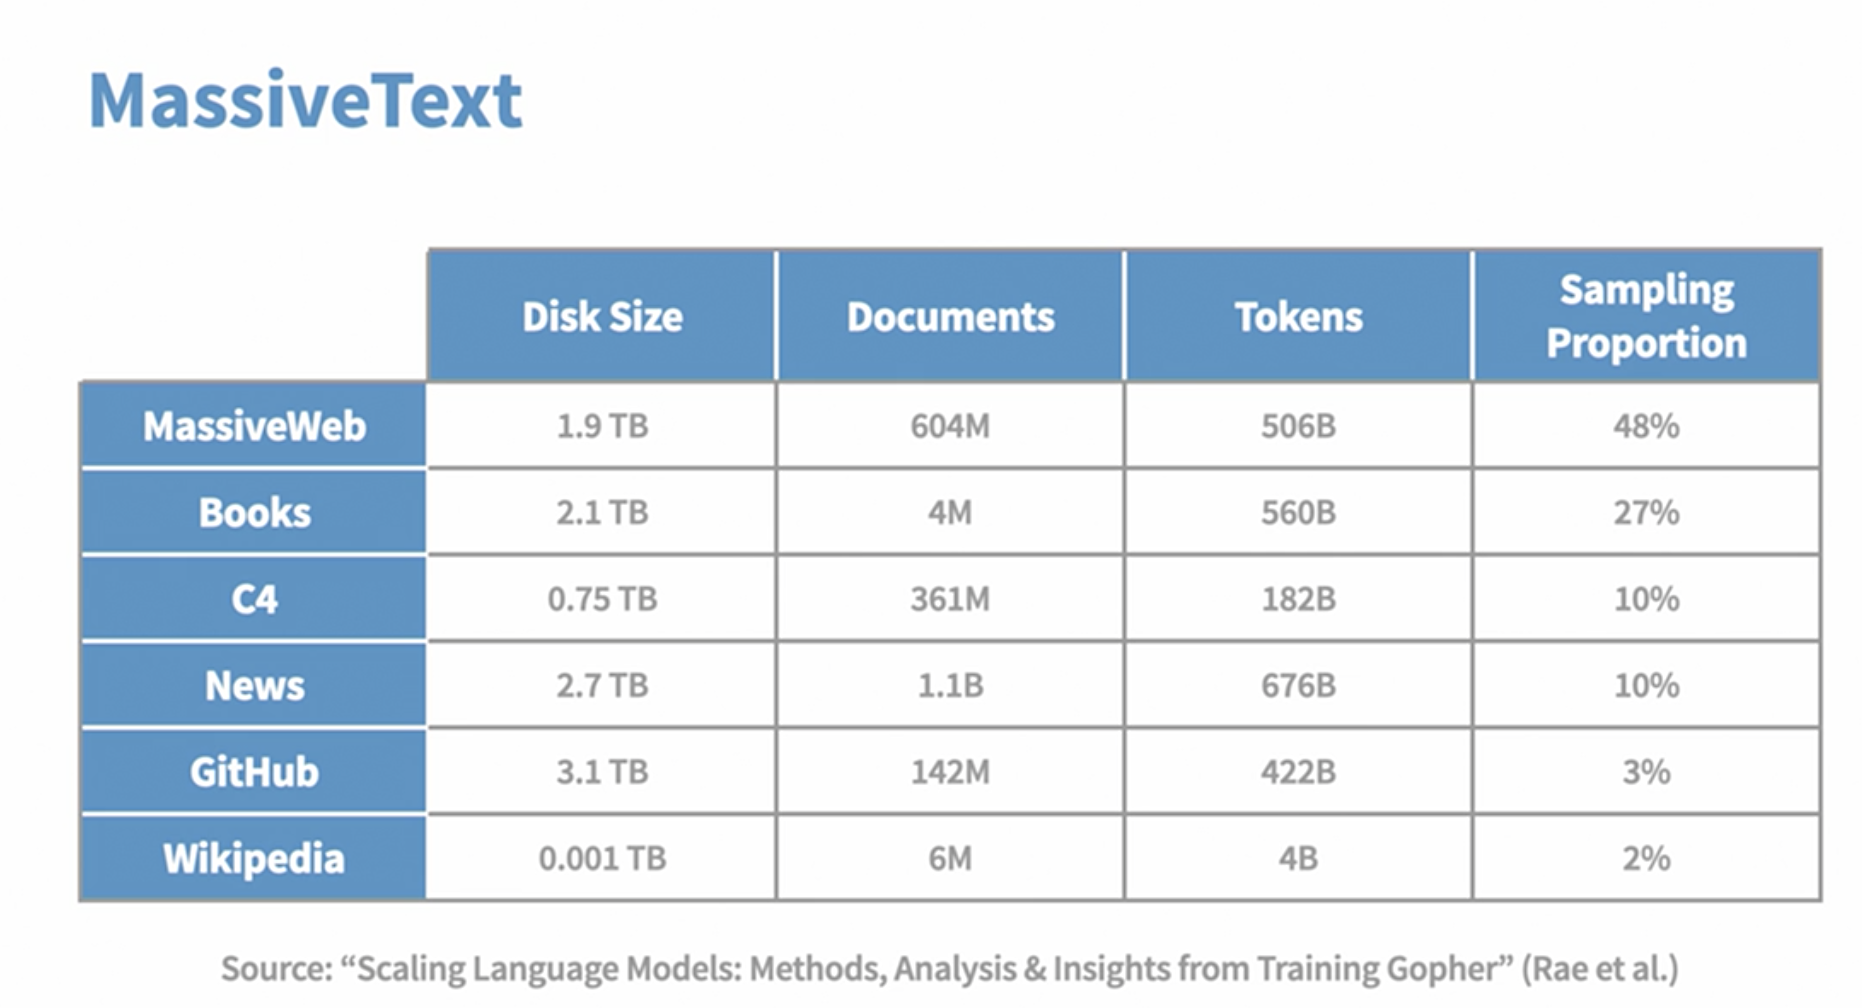 MassiveText
Disk Size Documents Tokens Sampling Proportion
MassiveWeb 1.9 TB 604M 506B 48%
Books 2.1 TB 4M 560B 27%
C4 0.75 TB 361M 182B 10%
News 2.7 TB 1.1B 676B 10%
GitHub 3.1 TB 142M 422B 3%
Wikipedia 0.001 TB 6M 4B 2%
Source: “Scaling Language Models: Methods, Analysis & Insights from Training Gopher” (Rae et al.)